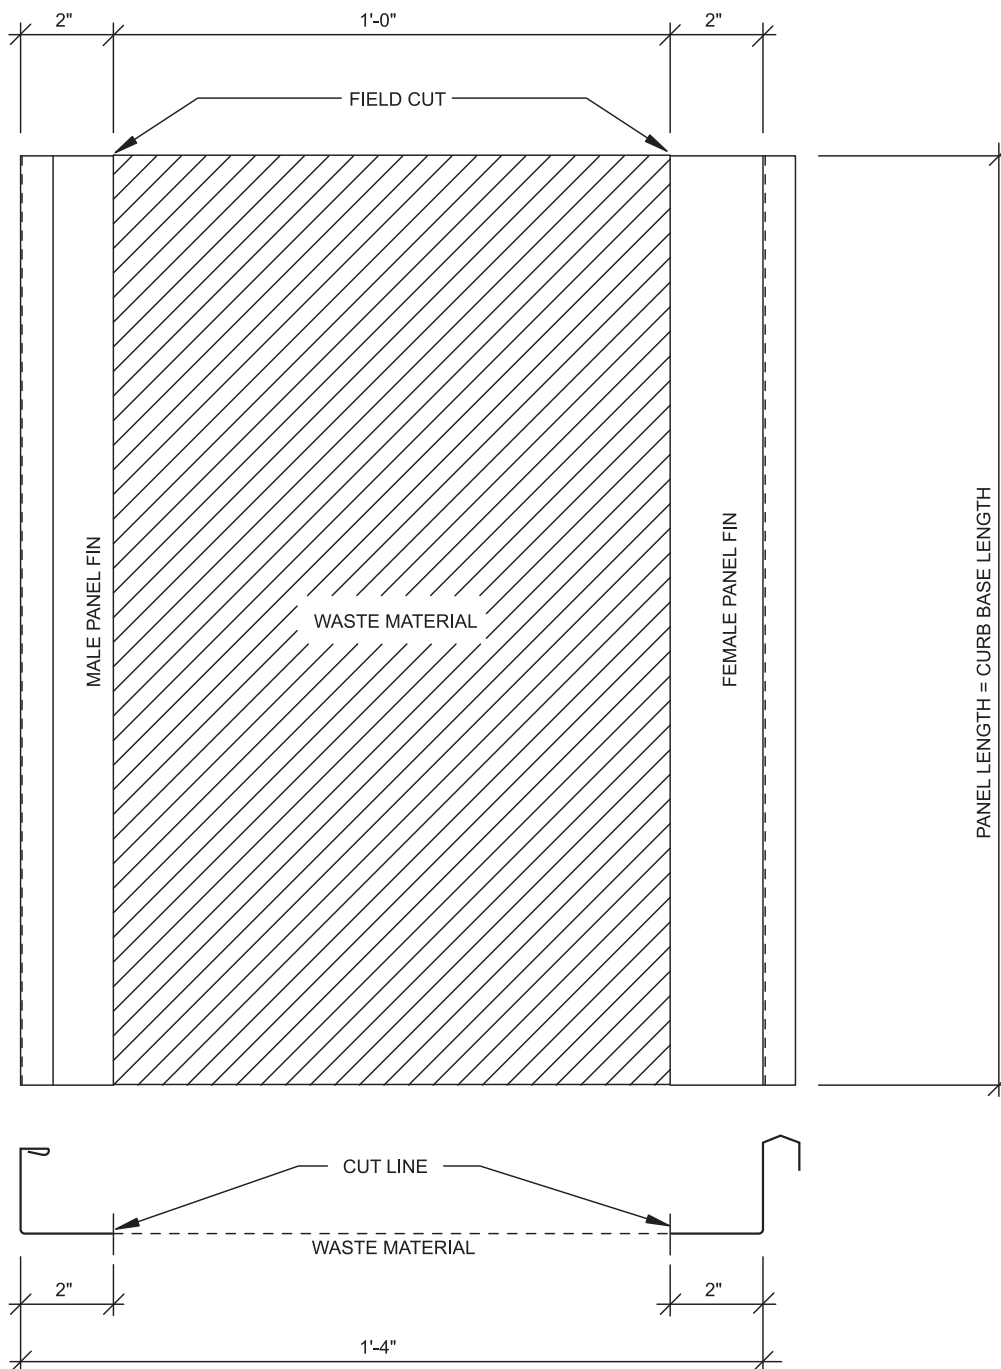 2" 1'-0" 2"
FIELD CUT
MALE PANEL FIN
WASTE MATERIAL
FEMALE PANEL FIN
PANEL LENGTH = CURB BASE LENGTH
CUT LINE
WASTE MATERIAL
2" 2"
1'-4"